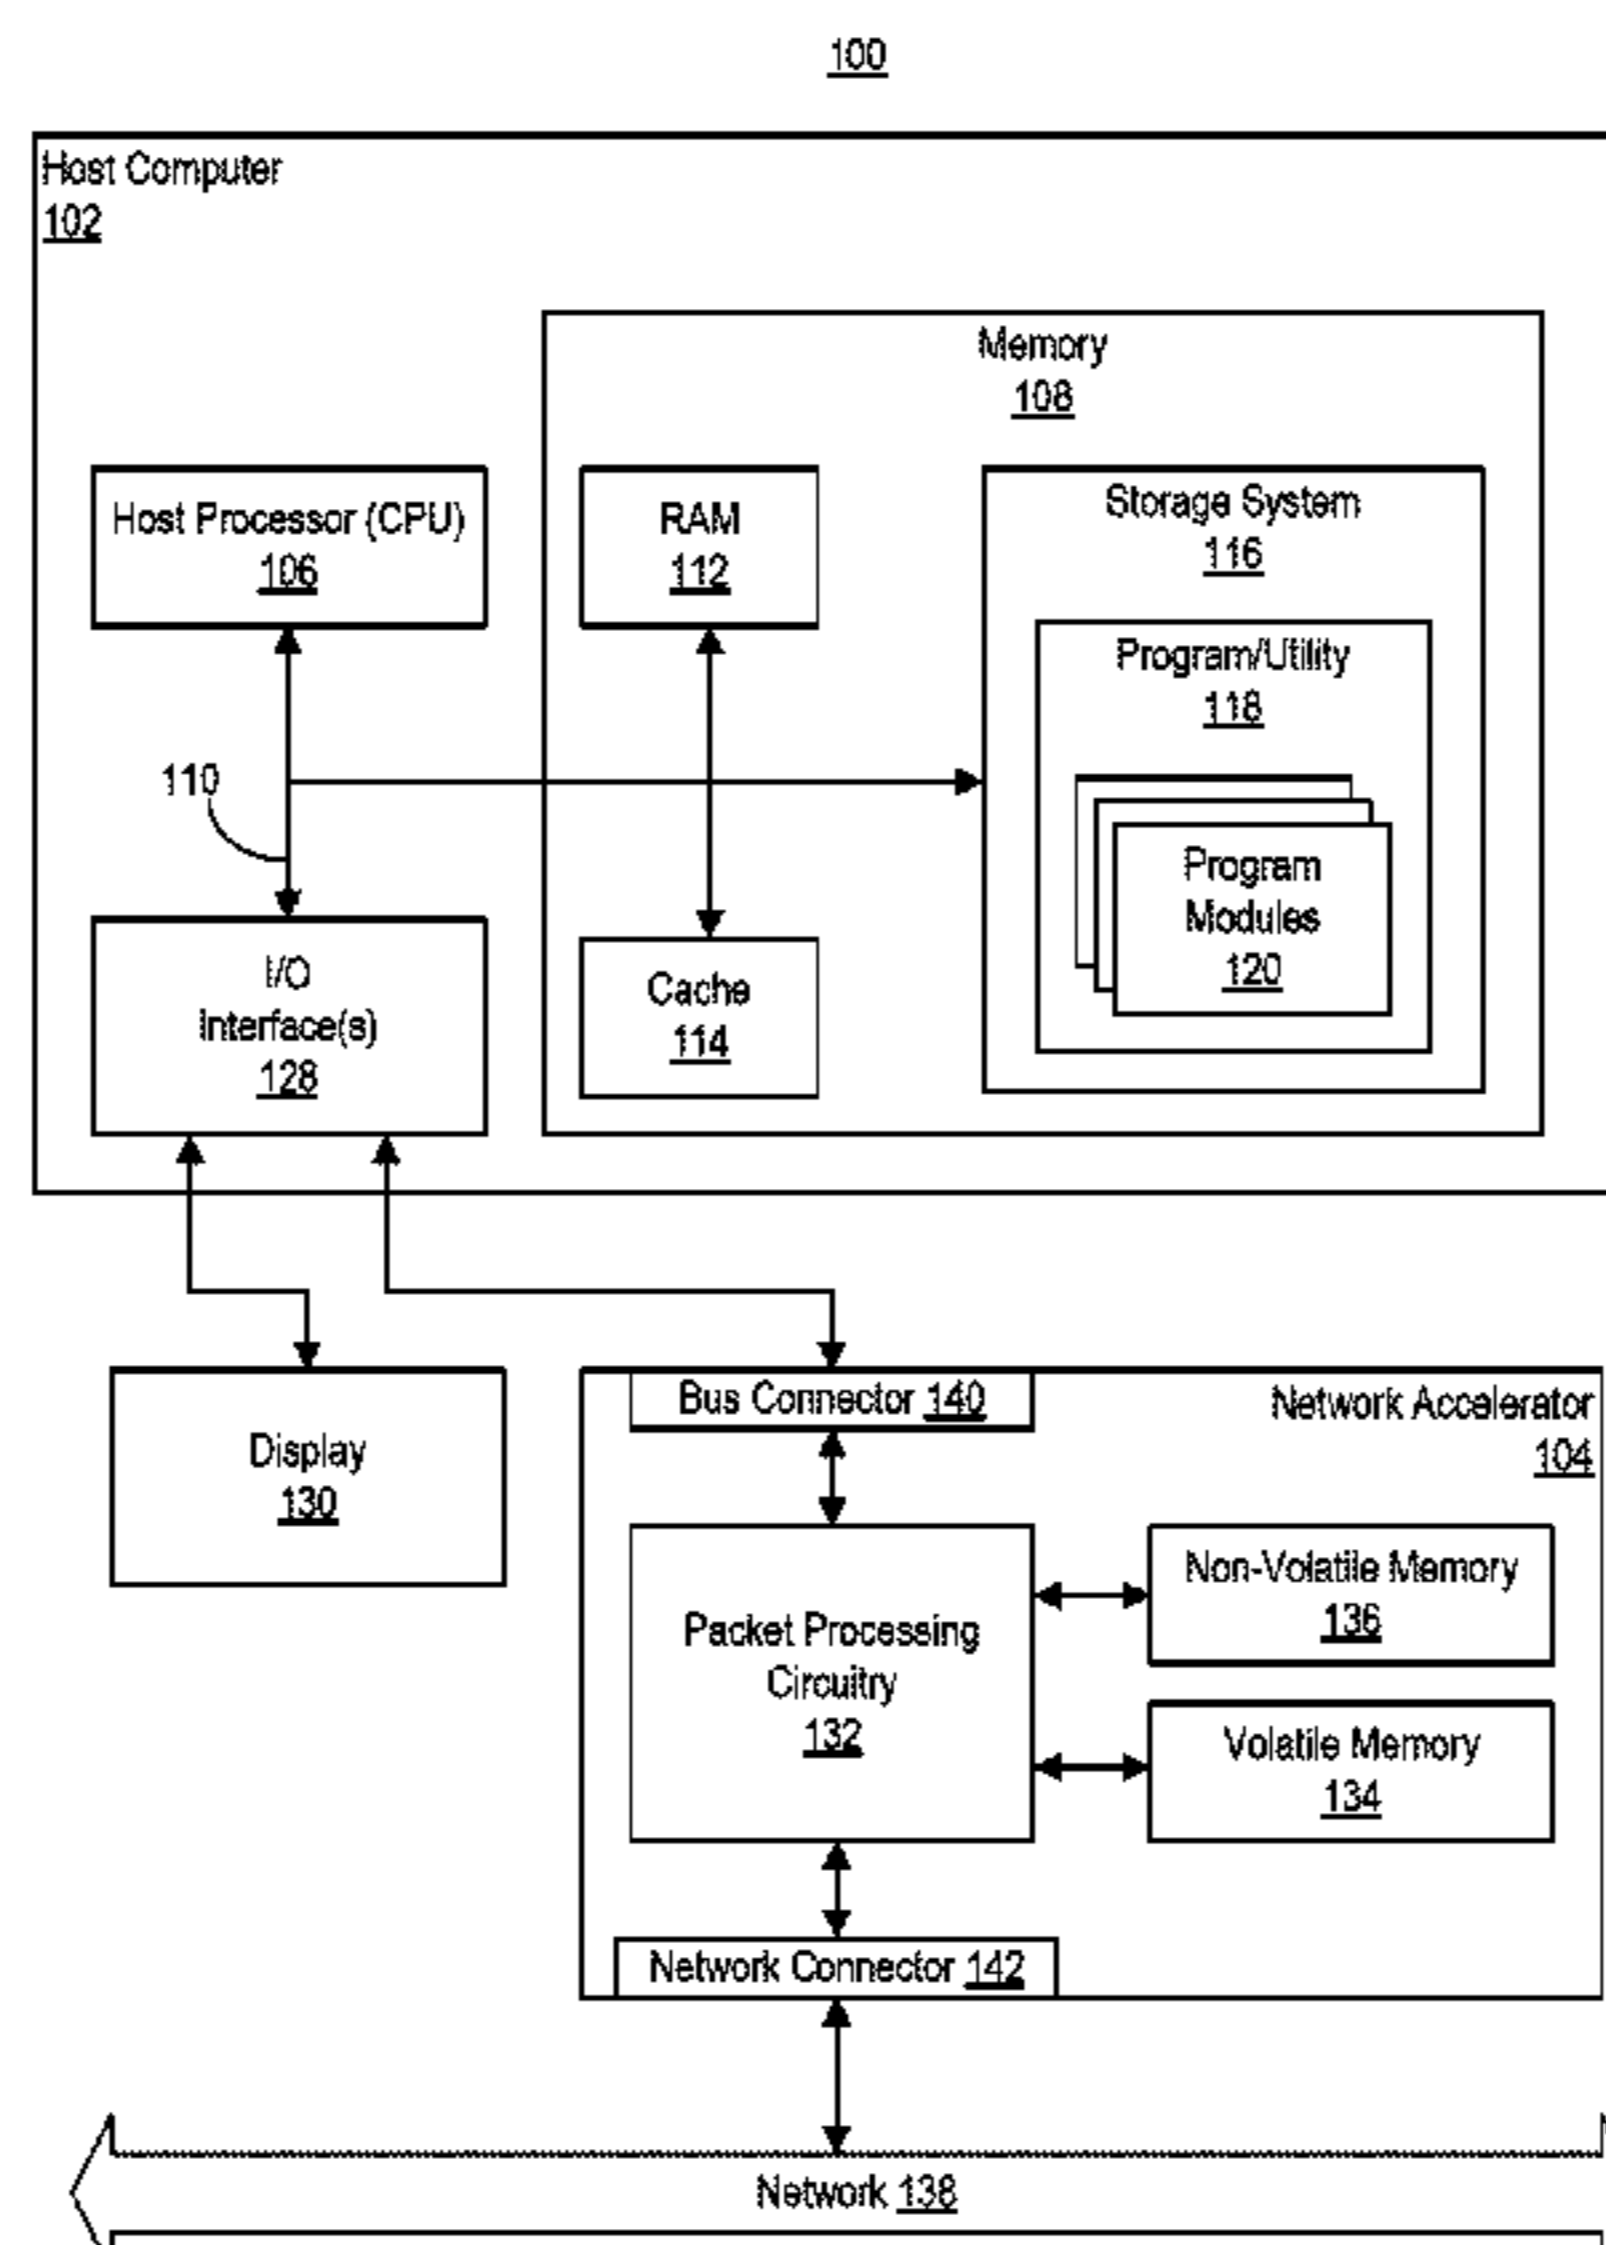 100
Host Computer
102
Memory
108
Host Processor (CPU)
106
RAM
112
Storage System
116
Program/Utility
118
110
Program
Modules
120
I/O
Interface(s)
128
Cache
114
Bus Connector 140
Network Accelerator
104
Display
130
Non-Volatile Memory
136
Packet Processing
Circuitry
132
Volatile Memory
134
Network Connector 142
Network 138